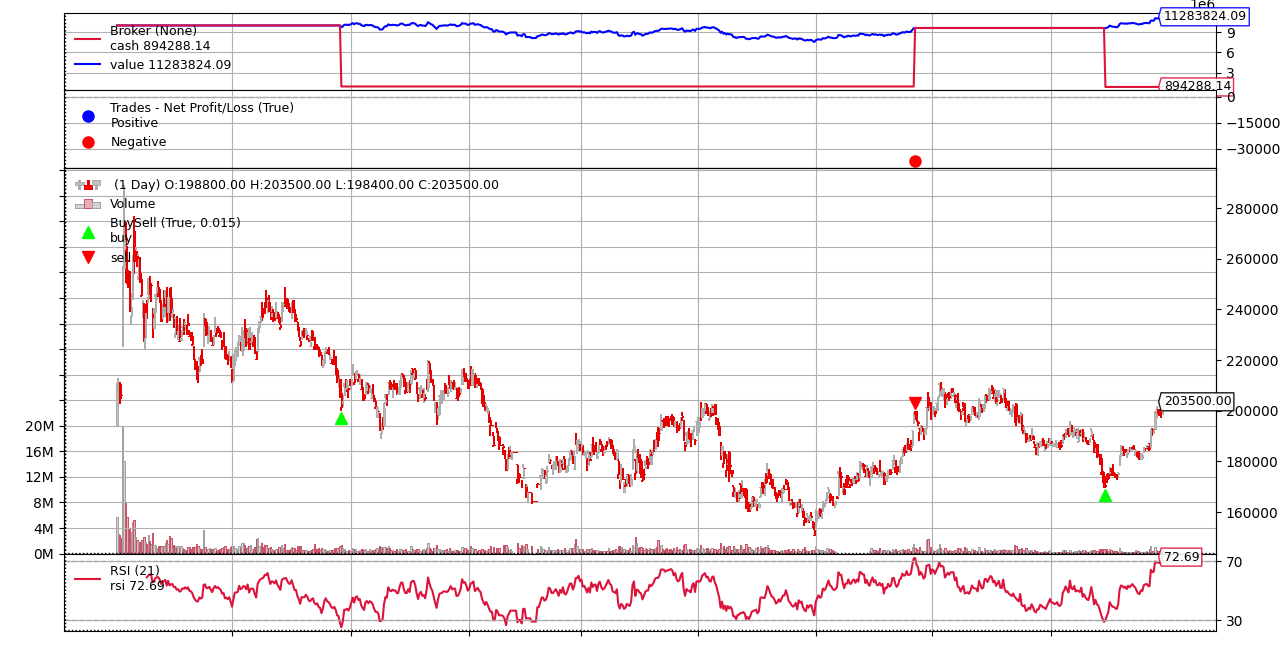 1e6
Broker (None)
cash 894288.14
value 11283824.09
11283824.09
9
6
3
894288.14
0
Trades - Net Profit/Loss (True)
Positive
Negative
−15000
−30000
(1 Day) O:198800.00 H:203500.00 L:198400.00 C:203500.00
Volume
BuySell (True, 0.015)
buy
sell
280000
260000
240000
220000
203500.00
200000
180000
160000
20M
16M
12M
8M
4M
0M
RSI (21)
rsi 72.69
72.69
70
30